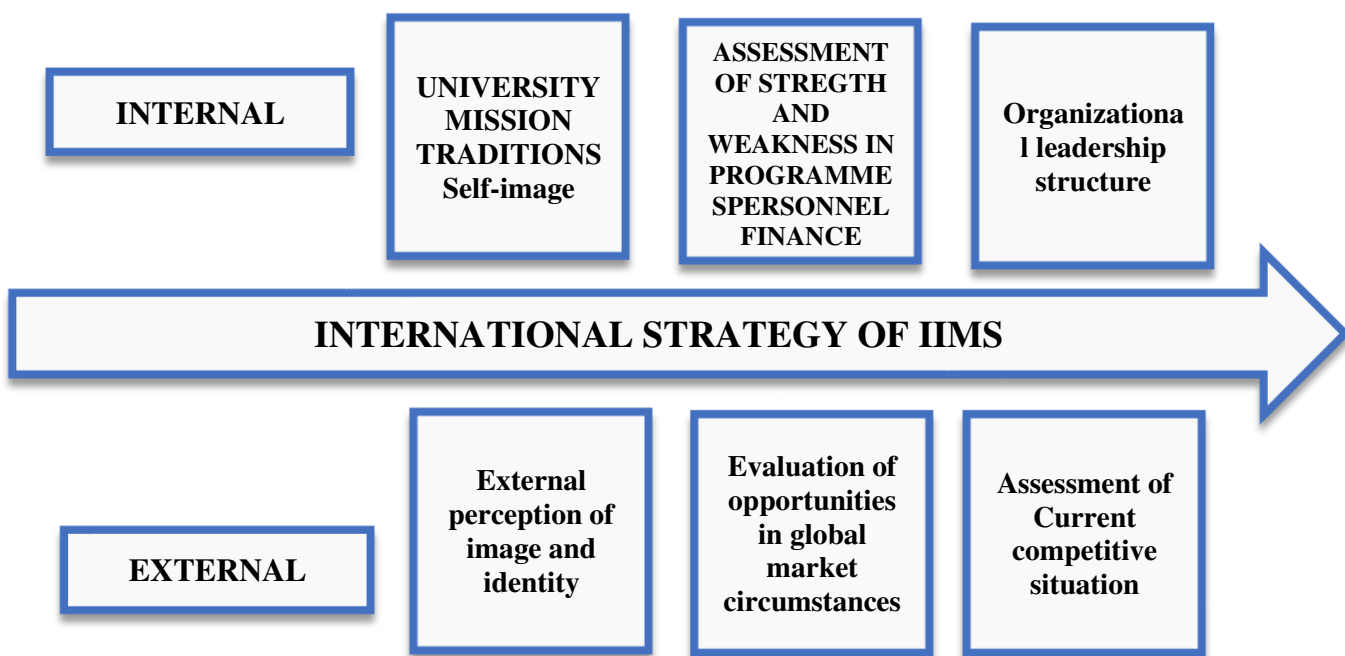 INTERNAL
UNIVERSITY
MISSION
TRADITIONS
Self-image
ASSESSMENT
OF STREGTH
AND
WEAKNESS IN
PROGRAMME
SPERSONNEL
FINANCE
Organizationa
l leadership
structure
INTERNATIONAL STRATEGY OF IIMS
EXTERNAL
External
perception of
image and
identity
Evaluation of
opportunities
in global
market
circumstances
Assessment of
Current
competitive
situation